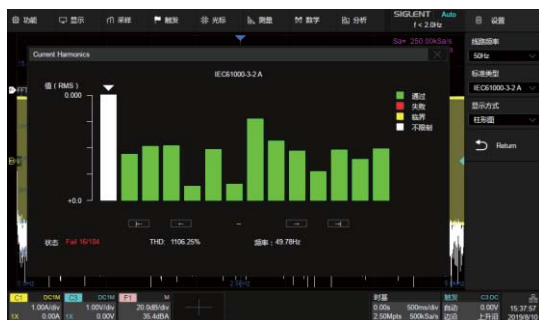 功能 显示 采样 触发 光标 测量 数学 分析
SIGLENT Auto
f < 2.0Hz
设置
Sa= 250.00kSa/s
Current Harmonics
IEC61000-3-2 A
值 ( RMS )
0.000
+0.0
通过
失败
临界
不限制
状态 Fail 16/104 THD: 1106.25% 频率 : 49.78Hz
线路频率
50Hz
标准类型
IEC61000-3-2 A
显示方式
柱形图
Return
C1 DC1M
1.00A/div
1X 0.00A
C3 DC1M
1.00V/div
1X 0.00V
F1 M
20.0dB/div
35.4dBA
时基
0.00s 500ms/div
2.50Mpts 500kSa/s
触发 C3 DC
自动 0.00V
边沿 上升沿
15:37:57
2019/8/10